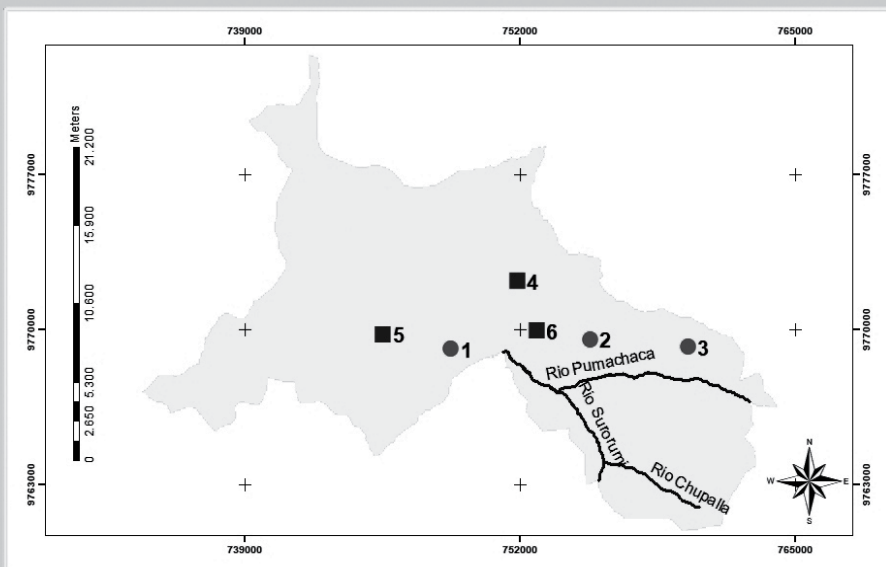 739000 752000 765000
Meters
21.200
15.900
10.600
5.300
2.650
0
9777000 9777000
4
9770000 9770000
5 1 6 2 3
Rio Pumachaca
Rio Surorumi
Rio Chupalla
N
W E
S
9763000 9763000
739000 752000 765000